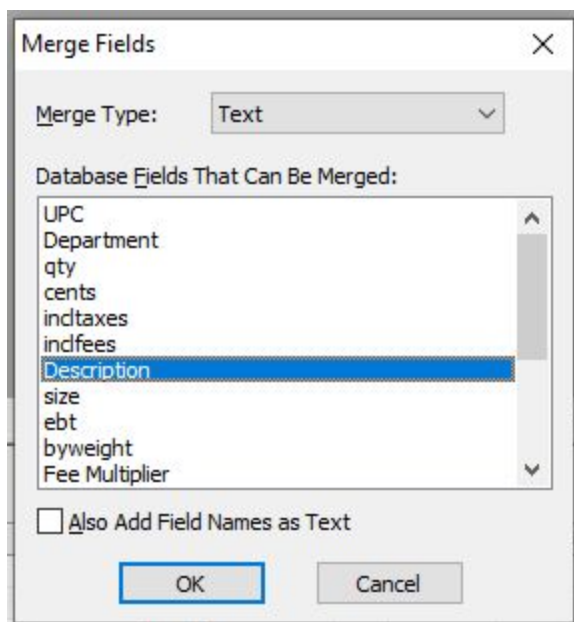 Merge Fields
Merge Type: Text
Database Fields That Can Be Merged:
UPC
Department
qty
cents
incltaxes
inclfees
Description
size
ebt
byweight
Fee Multiplier
Also Add Field Names as Text
OK Cancel